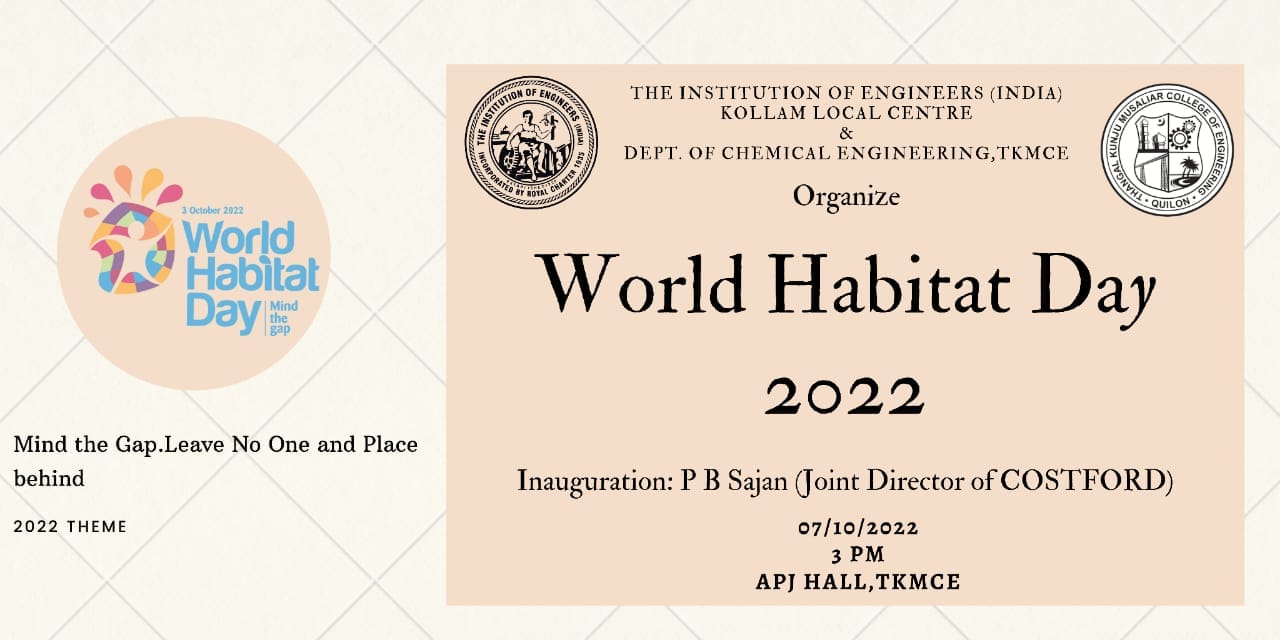 3 October 2022
World
Habitat
Day
Mind
the
gap
Mind the Gap.Leave No One and Place
behind
2022 THEME
THE INSTITUTION OF ENGINEERS (INDIA)
INCORPORATED BY ROYAL CHARTER 1935
THE INSTITUTION OF ENGINEERS (INDIA)
KOLLAM LOCAL CENTRE
&
DEPT. OF CHEMICAL ENGINEERING,TKMCE
THANGAL KUNJU MUSALIAR COLLEGE OF ENGINEERING
• QUILON •
Organize
World Habitat Day
2022
Inauguration: P B Sajan (Joint Director of COSTFORD)
07/10/2022
3 PM
APJ HALL,TKMCE